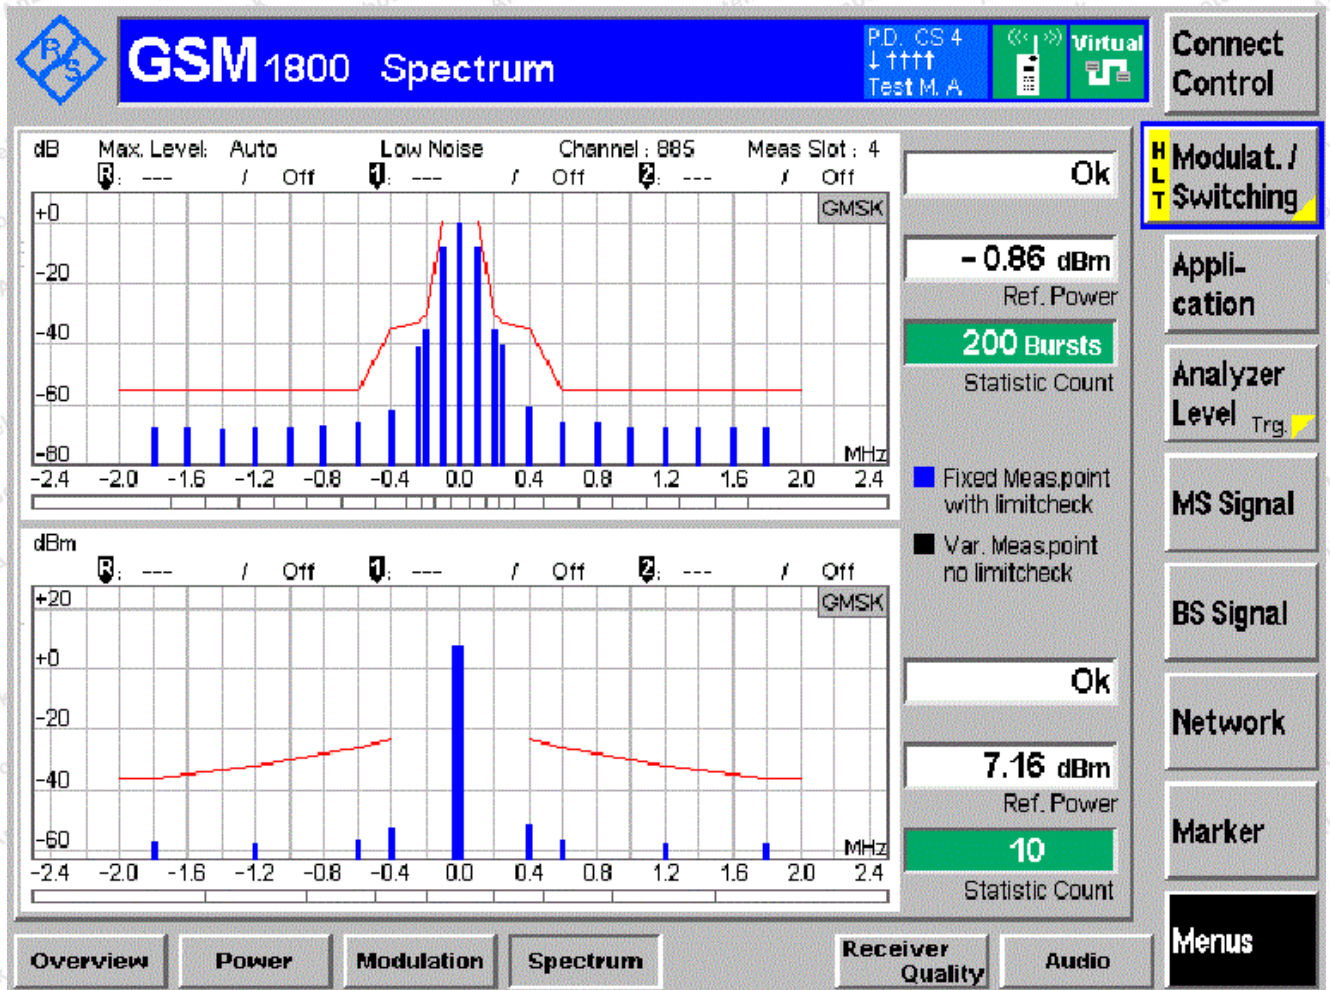 R S
GSM 1800 Spectrum
P.D. CS 4
↓↑↑↑↑
Test M. A
Virtual
Connect
Control
dB Max. Level: Auto Low Noise Channel : 885 Meas Slot : 4
R: --- / Off 1: --- / Off 2: --- / Off
GMSK
+0
-20
-40
-60
-80
MHz
-2.4 -2.0 -1.6 -1.2 -0.8 -0.4 0.0 0.4 0.8 1.2 1.6 2.0 2.4
Ok
- 0.86 dBm
Ref. Power
200 Bursts
Statistic Count
Fixed Meas.point
with limitcheck
Var. Meas.point
no limitcheck
dBm
R: --- / Off 1: --- / Off 2: --- / Off
GMSK
+20
+0
-20
-40
-60
MHz
-2.4 -2.0 -1.6 -1.2 -0.8 -0.4 0.0 0.4 0.8 1.2 1.6 2.0 2.4
Ok
7.16 dBm
Ref. Power
10
Statistic Count
HLT
Modulat. /
Switching
Appli-
cation
Analyzer
Level Trg.
MS Signal
BS Signal
Network
Marker
Menus
Overview Power Modulation Spectrum Receiver Quality Audio